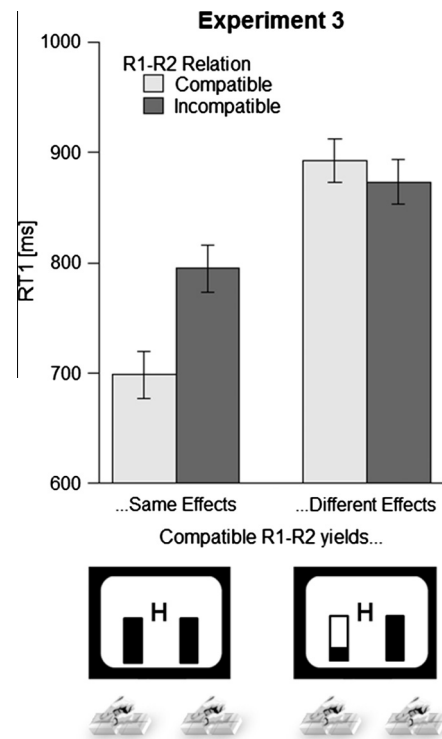 Experiment 3
1000
900
800
700
600
RT1 [ms]
R1-R2 Relation
Compatible
Incompatible
...Same Effects
...Different Effects
Compatible R1-R2 yields...
H
H